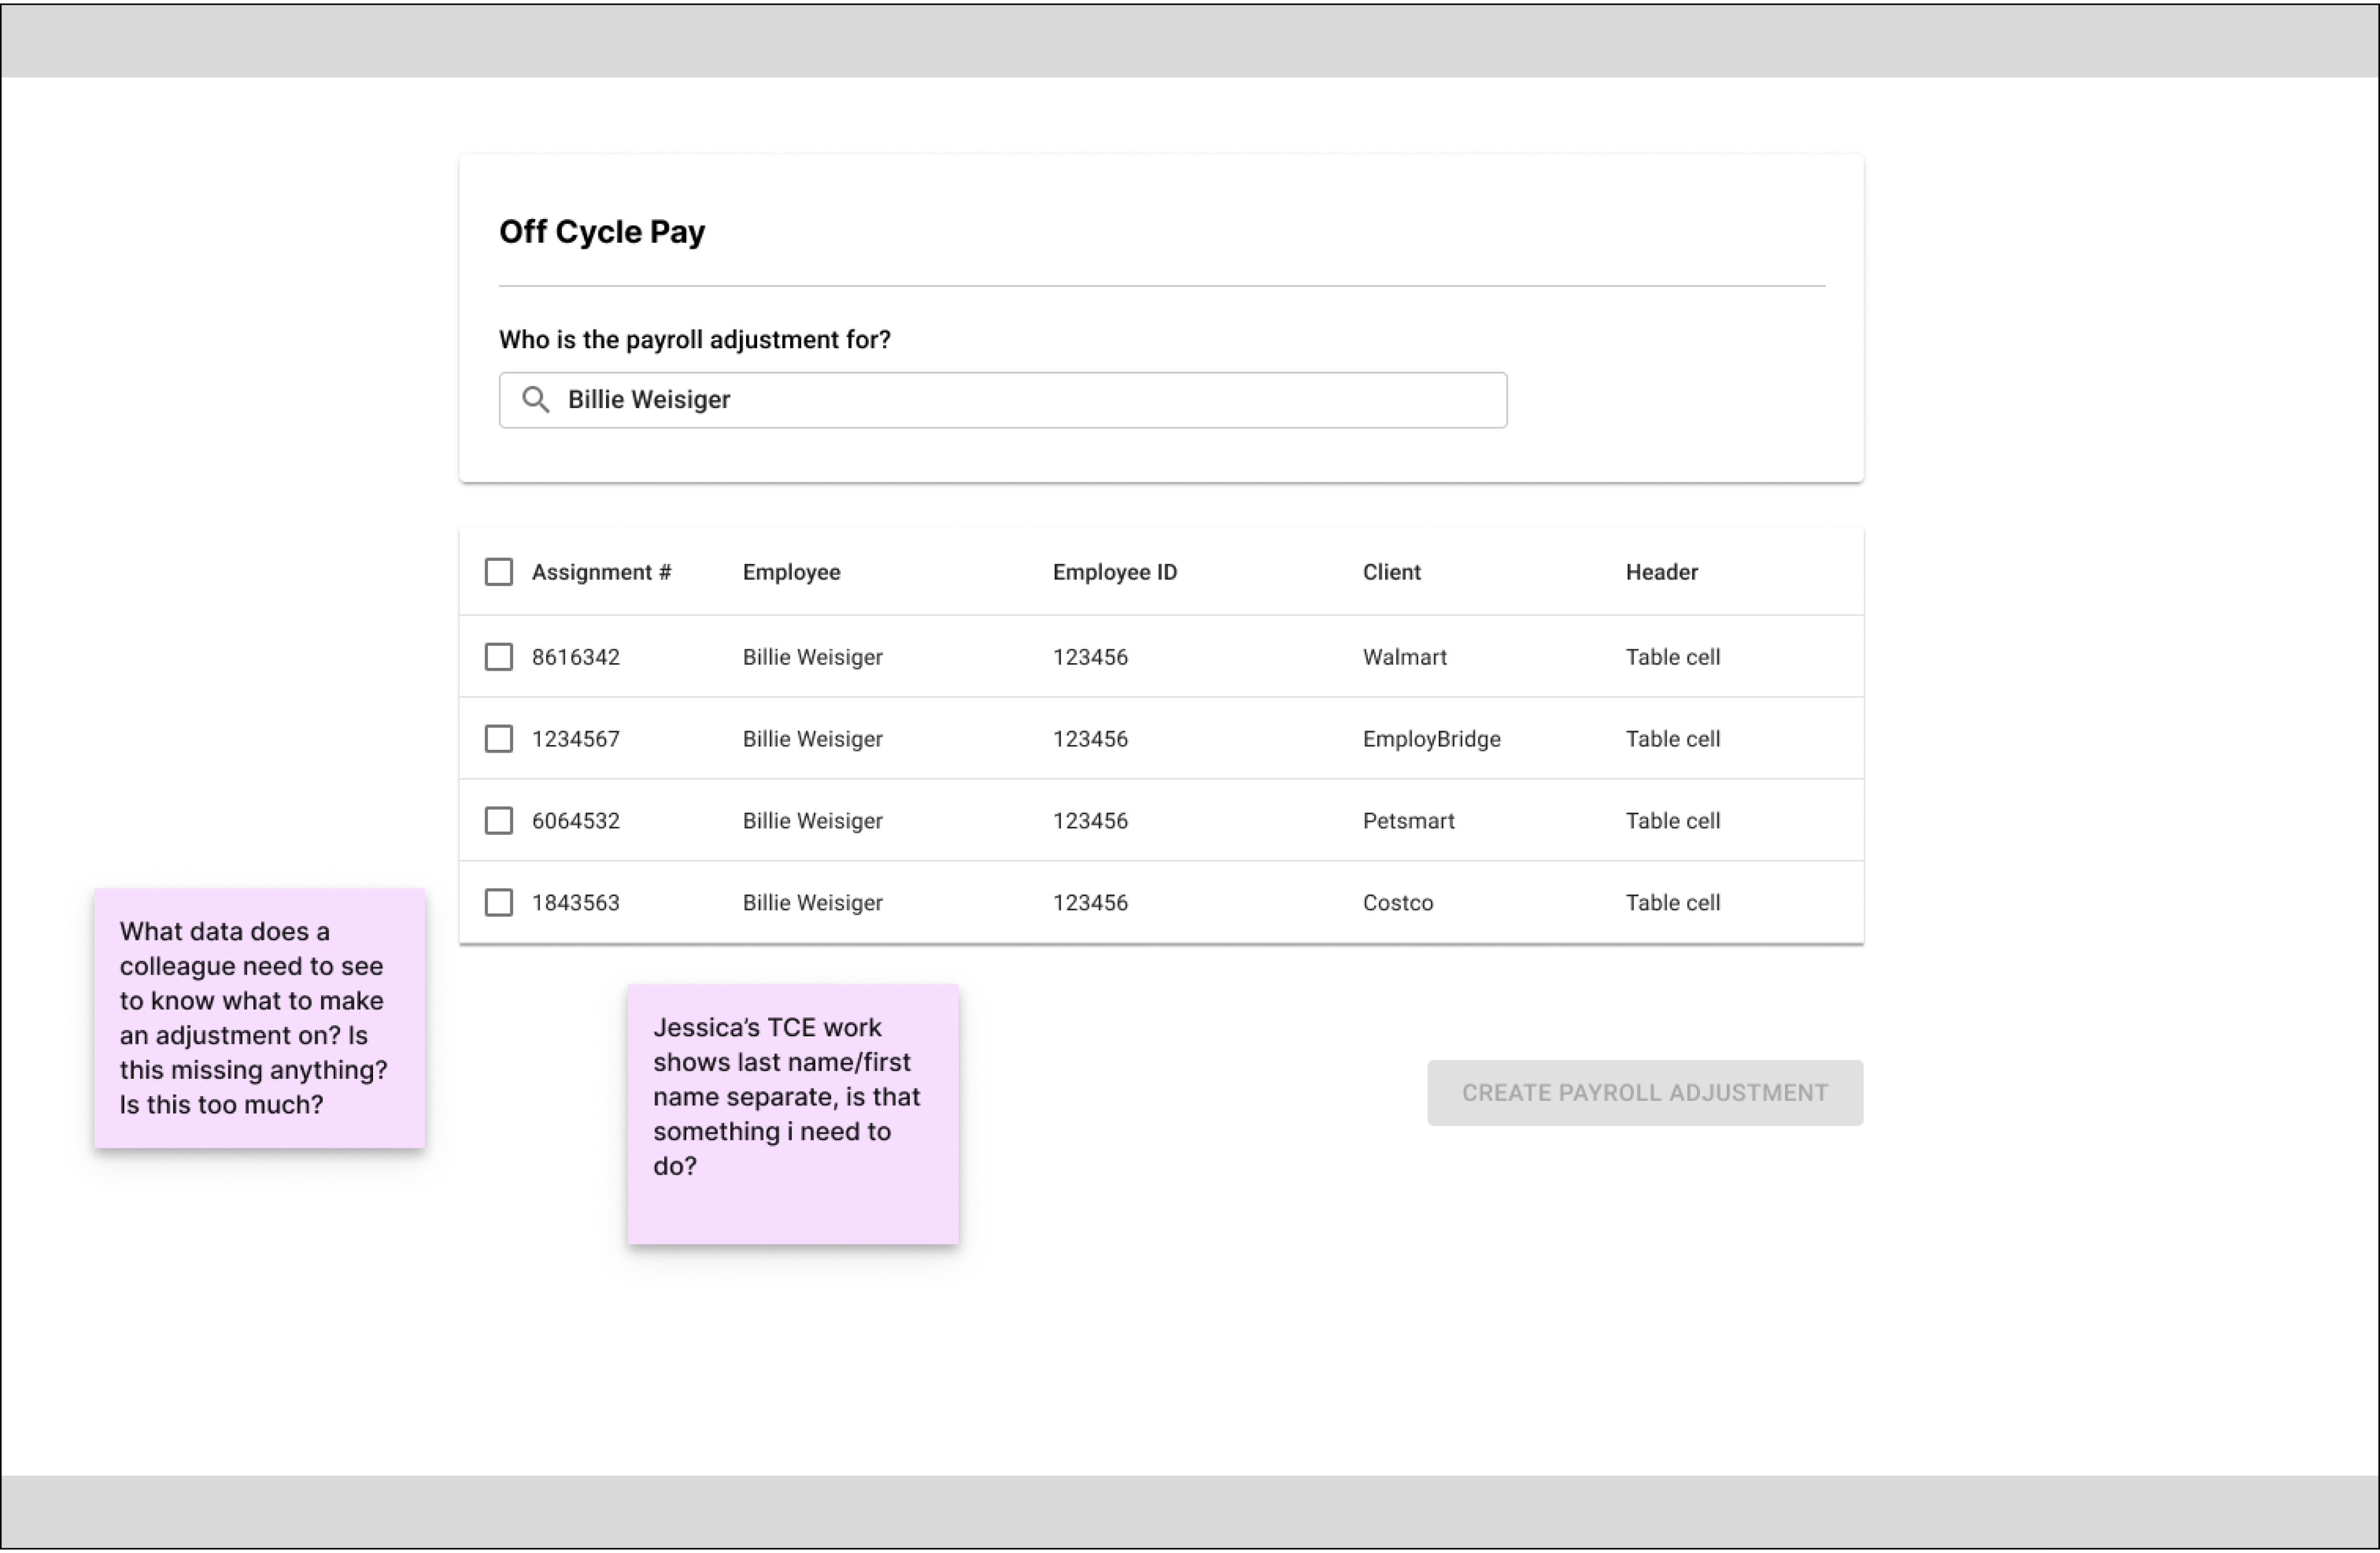 Off Cycle Pay
Who is the payroll adjustment for?
Billie Weisiger
Assignment # Employee Employee ID Client Header
8616342 Billie Weisiger 123456 Walmart Table cell
1234567 Billie Weisiger 123456 EmployBridge Table cell
6064532 Billie Weisiger 123456 Petsmart Table cell
1843563 Billie Weisiger 123456 Costco Table cell
What data does a
colleague need to see
to know what to make
an adjustment on? Is
this missing anything?
Is this too much?
Jessica’s TCE work
shows last name/first
name separate, is that
something i need to
do?
CREATE PAYROLL ADJUSTMENT